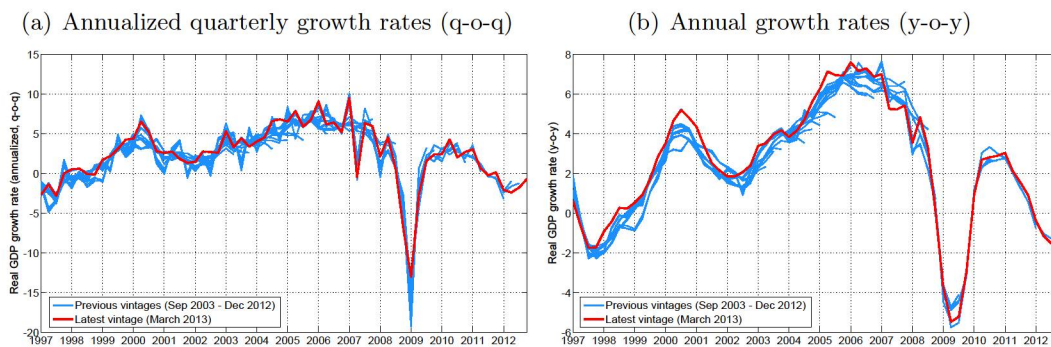 (a) Annualized quarterly growth rates (q-o-q)
Real GDP growth rate (annualized, q-o-q)
15
10
5
0
-5
-10
-15
-20
Previous vintages (Sep 2003 - Dec 2012)
Latest vintage (March 2013)
1997 1998 1999 2000 2001 2002 2003 2004 2005 2006 2007 2008 2009 2010 2011 2012
(b) Annual growth rates (y-o-y)
Real GDP growth rate (y-o-y)
8
6
4
2
0
-2
-4
-6
Previous vintages (Sep 2003 - Dec 2012)
Latest vintage (March 2013)
1997 1998 1999 2000 2001 2002 2003 2004 2005 2006 2007 2008 2009 2010 2011 2012